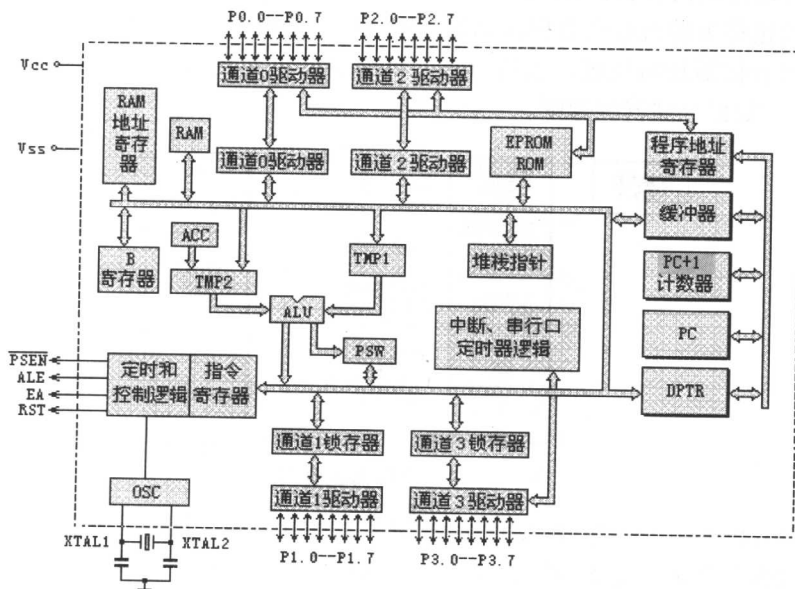 P0.0--P0.7
P2.0--P2.7
Vcc
通道0驱动器
通道2驱动器
RAM
地址
寄存
器
RAM
Vss
通道0驱动器
通道2驱动器
EPROM
ROM
程序地址
寄存器
缓冲器
ACC
B
寄存器
TMP2
TMP1
堆栈指针
PC+1
计数器
ALU
中断、串行口
定时器逻辑
PSW
PC
PSEN
ALE
EA
RST
定时和
控制逻辑
指令
寄存器
DPTR
通道1锁存器
通道3锁存器
OSC
通道1驱动器
通道3驱动器
XTAL1
XTAL2
P1.0--P1.7
P3.0--P3.7